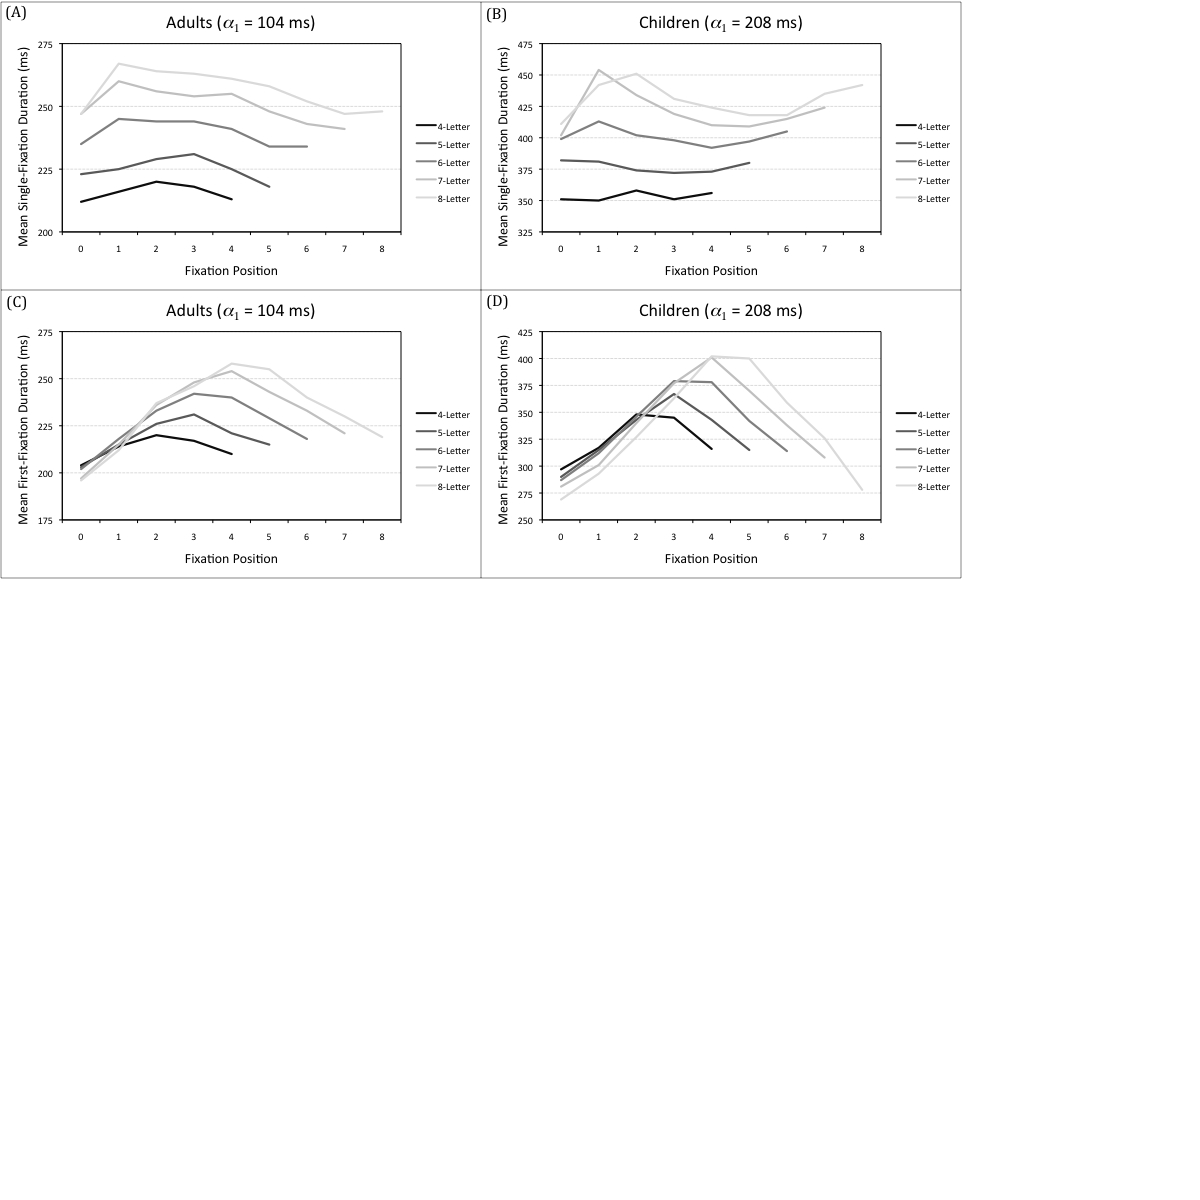 (A)
Adults (α1 = 104 ms)
Mean Single-Fixation Duration (ms)
275
250
225
200
0 1 2 3 4 5 6 7 8
Fixation Position
4-Letter
5-Letter
6-Letter
7-Letter
8-Letter
(B)
Children (α1 = 208 ms)
Mean Single-Fixation Duration (ms)
475
450
425
400
375
350
325
0 1 2 3 4 5 6 7 8
Fixation Position
4-Letter
5-Letter
6-Letter
7-Letter
8-Letter
(C)
Adults (α1 = 104 ms)
Mean First-Fixation Duration (ms)
275
250
225
200
175
0 1 2 3 4 5 6 7 8
Fixation Position
4-Letter
5-Letter
6-Letter
7-Letter
8-Letter
(D)
Children (α1 = 208 ms)
Mean First-Fixation Duration (ms)
425
400
375
350
325
300
275
250
0 1 2 3 4 5 6 7 8
Fixation Position
4-Letter
5-Letter
6-Letter
7-Letter
8-Letter